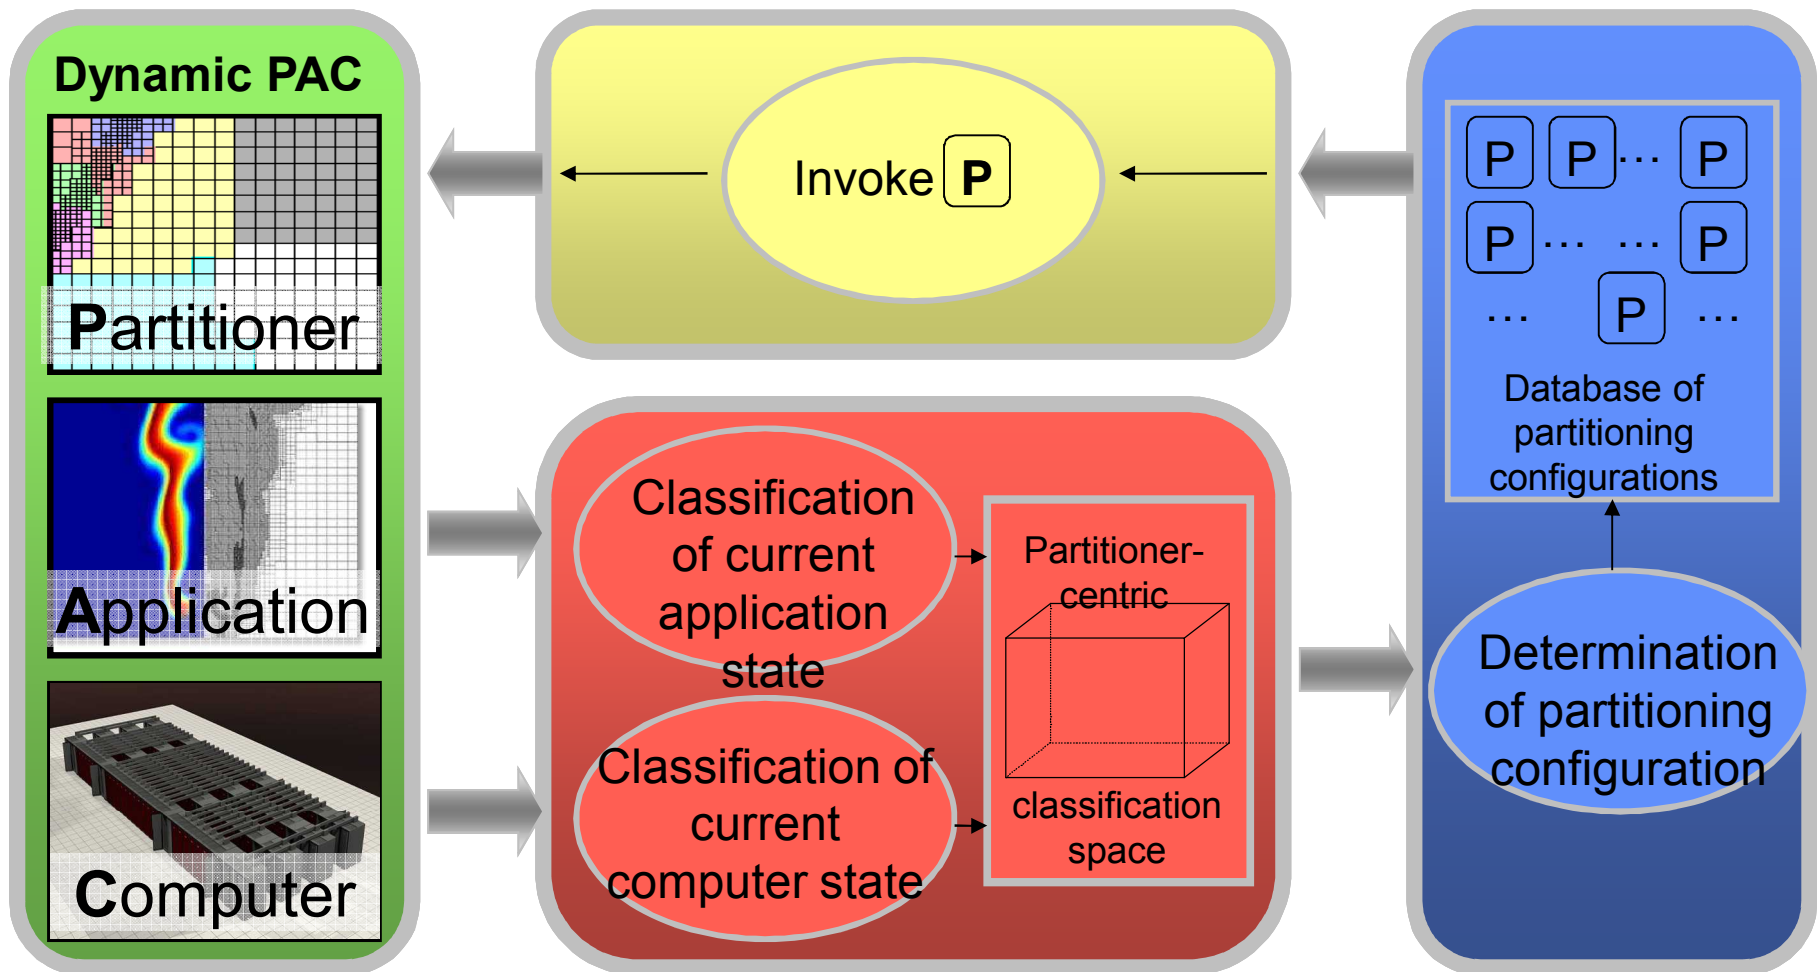 Dynamic PAC
Partitioner
Application
Computer
Invoke P
Classification
of current
application
state
Classification of
current
computer state
Partitioner-
centric
classification
space
P P ... P
P ... ... P
... P ...
Database of
partitioning
configurations
Determination
of partitioning
configuration